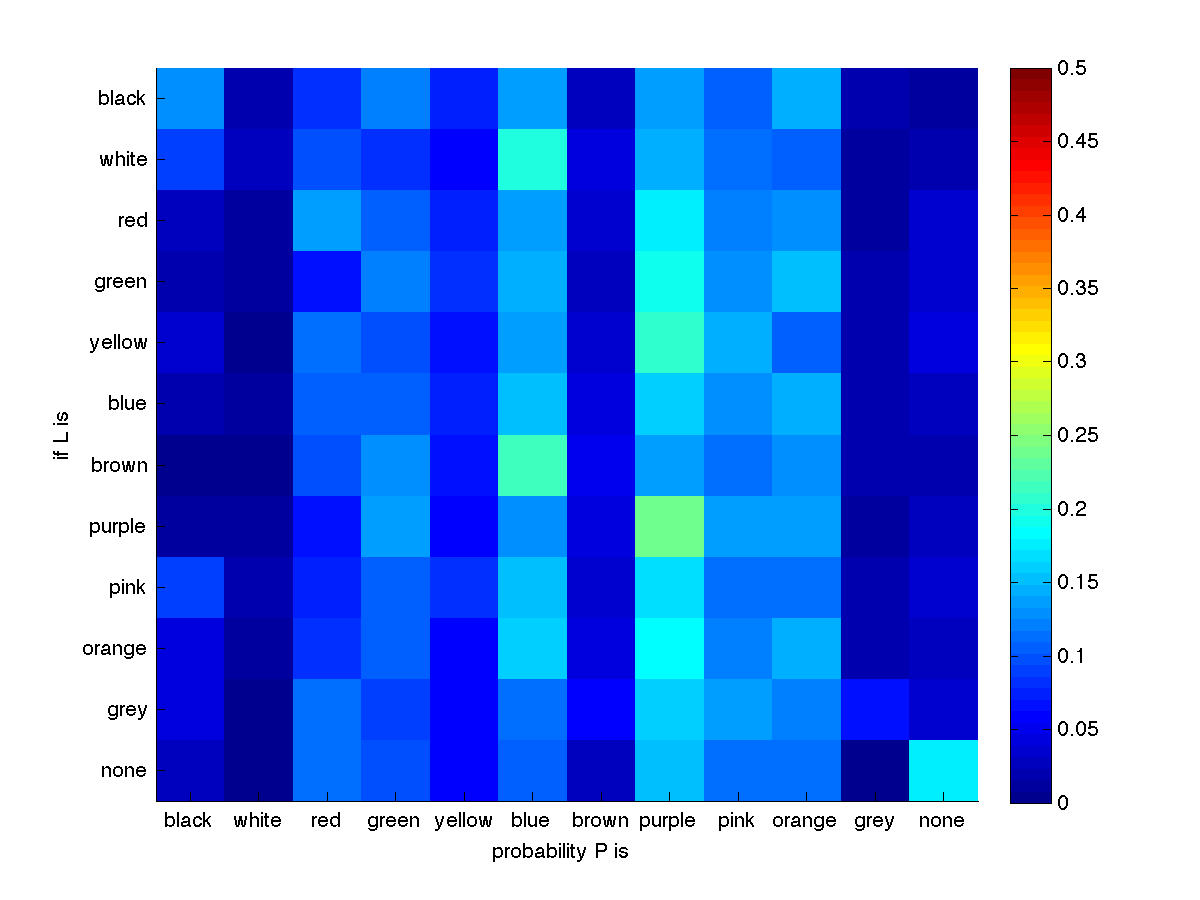 black
white
red
green
yellow
blue
brown
purple
pink
orange
grey
none
if L is
black white red green yellow blue brown purple pink orange grey none
probability P is
0.5
0.45
0.4
0.35
0.3
0.25
0.2
0.15
0.1
0.05
0